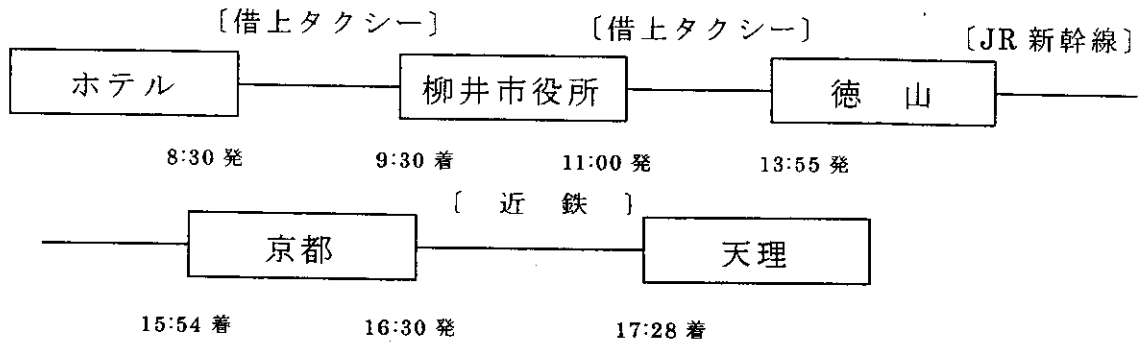 〔借上タクシー〕 〔借上タクシー〕 〔JR 新幹線〕
ホテル 柳井市役所 徳 山
8:30 発 9:30 着 11:00 発 13:55 発
〔 近 鉄 〕
京都 天理
15:54 着 16:30 発 17:28 着